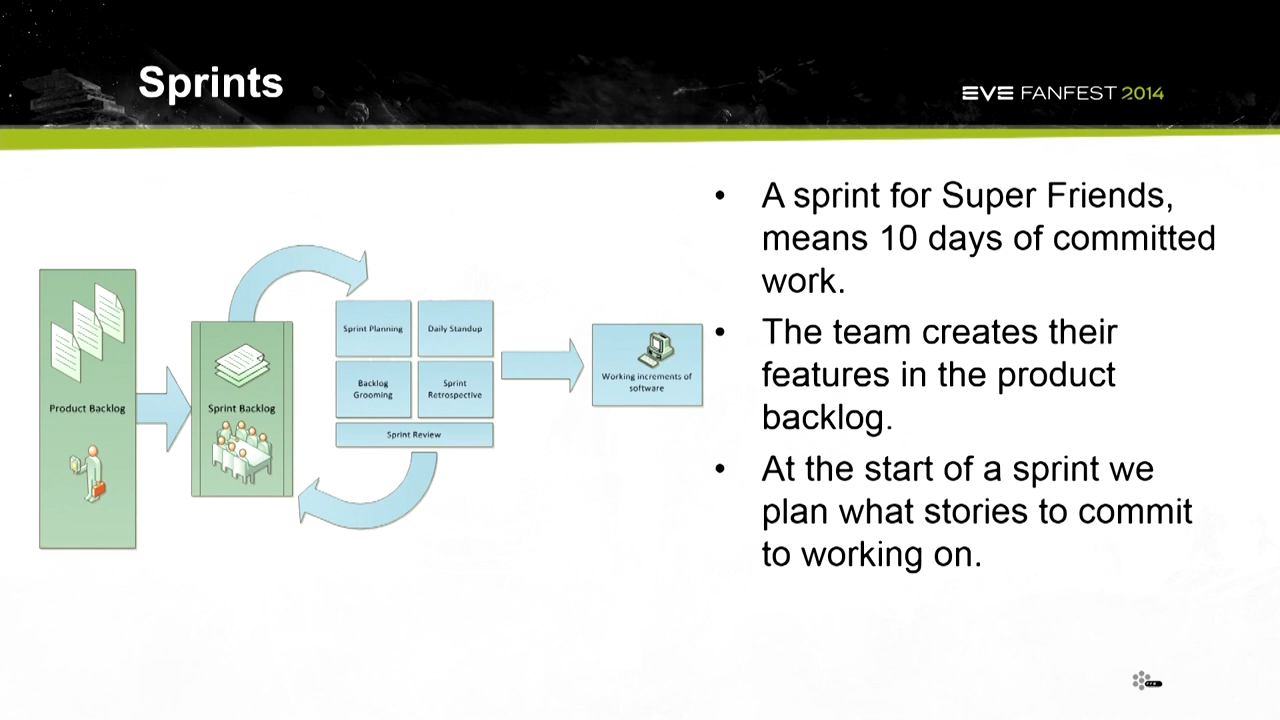 Sprints
EVE FANFEST 2014
• A sprint for Super Friends,
means 10 days of committed
work.
• The team creates their
features in the product
backlog.
• At the start of a sprint we
plan what stories to commit
to working on.
Product Backlog
Sprint Backlog
Sprint Planning
Daily Standup
Backlog
Grooming
Sprint
Retrospective
Sprint Review
Working increments of
software